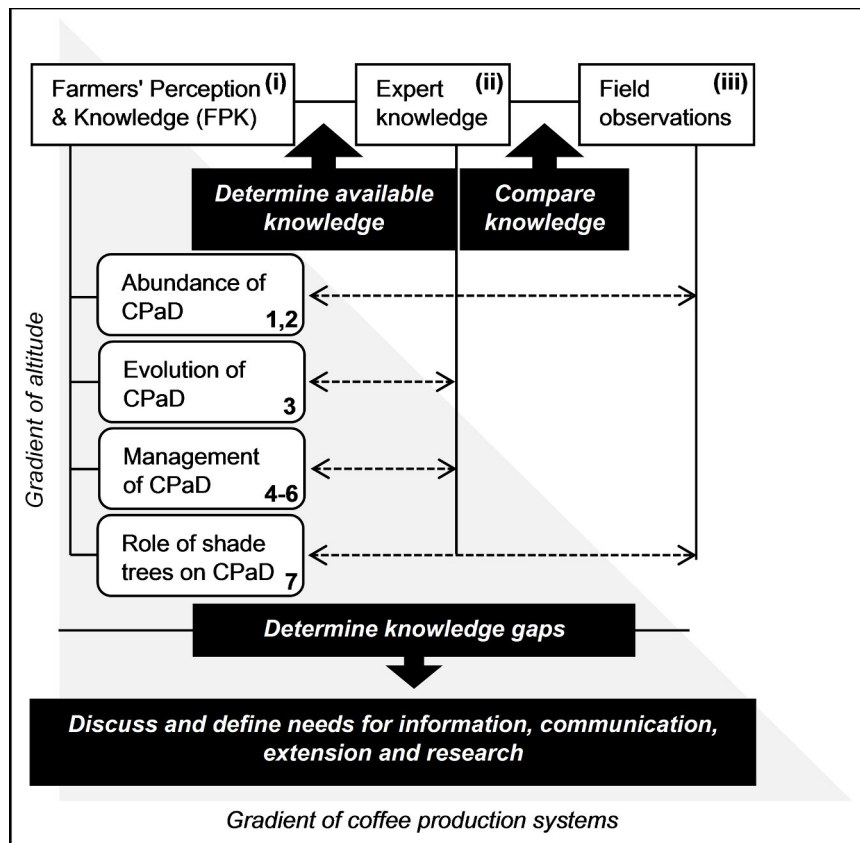 Farmers' Perception (i)
& Knowledge (FPK)
Expert (ii)
knowledge
Field (iii)
observations
Determine available
knowledge
Compare
knowledge
Abundance of
CPaD
1,2
Evolution of
CPaD
3
Management
of CPaD
4-6
Role of shade
trees on CPaD
7
Gradient of altitude
Determine knowledge gaps
Discuss and define needs for information, communication,
extension and research
Gradient of coffee production systems